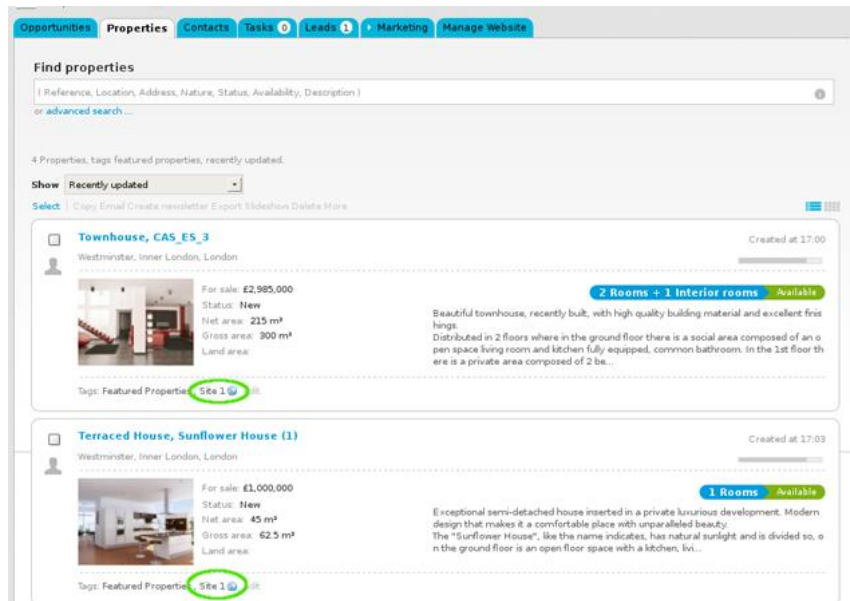 Opportunities Properties Contacts Tasks 0 Leads 1 Marketing Manage Website
Find properties
( Reference, Location, Address, Nature, Status, Availability, Description )
or advanced search ...
4 Properties, tags featured properties, recently updated.
Show Recently updated
Select Copy Email Create newsletter Export Slideshow Delete More
Townhouse, CAS_ES_3
Created at 17:00
Westminster, Inner London, London
For sale: £2,985,000
2 Rooms + 1 Interior rooms Available
Status: New
Net area: 215 m²
Gross area: 300 m²
Land area:
Beautiful townhouse, recently built, with high quality building material and excellent finis
hings.
Distributed in 2 floors where in the ground floor there is a social area composed of an o
pen space living room and kitchen fully equipped, common bathroom. In the 1st floor th
ere is a private area composed of 2 be...
Tags: Featured Properties, Site 1
Terraced House, Sunflower House (1)
Created at 17:03
Westminster, Inner London, London
For sale: £1,000,000
1 Rooms Available
Status: New
Net area: 45 m²
Gross area: 62.5 m²
Land area:
Exceptional semi-detached house inserted in a private luxurious development. Modern
design that makes it a comfortable place with unparalleled beauty.
The "Sunflower House", like the name indicates, has natural sunlight and is divided so, o
n the ground floor is an open floor space with a kitchen, livi...
Tags: Featured Properties, Site 1